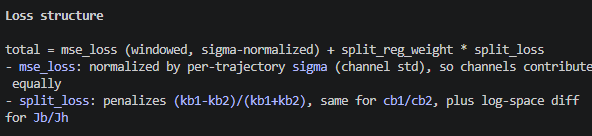 Loss structure
total = mse_loss (windowed, sigma-normalized) + split_reg_weight * split_loss
- mse_loss: normalized by per-trajectory sigma (channel std), so channels contribute
equally
- split_loss: penalizes (kb1-kb2)/(kb1+kb2), same for cb1/cb2, plus log-space diff
for Jb/Jh